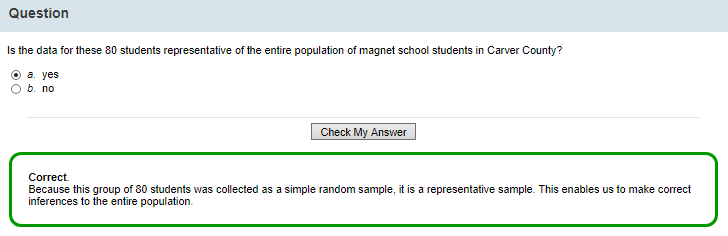 Question
Is the data for these 80 students representative of the entire population of magnet school students in Carver County?
a. yes
b. no
Check My Answer
Correct.
Because this group of 80 students was collected as a simple random sample, it is a representative sample. This enables us to make correct
inferences to the entire population.